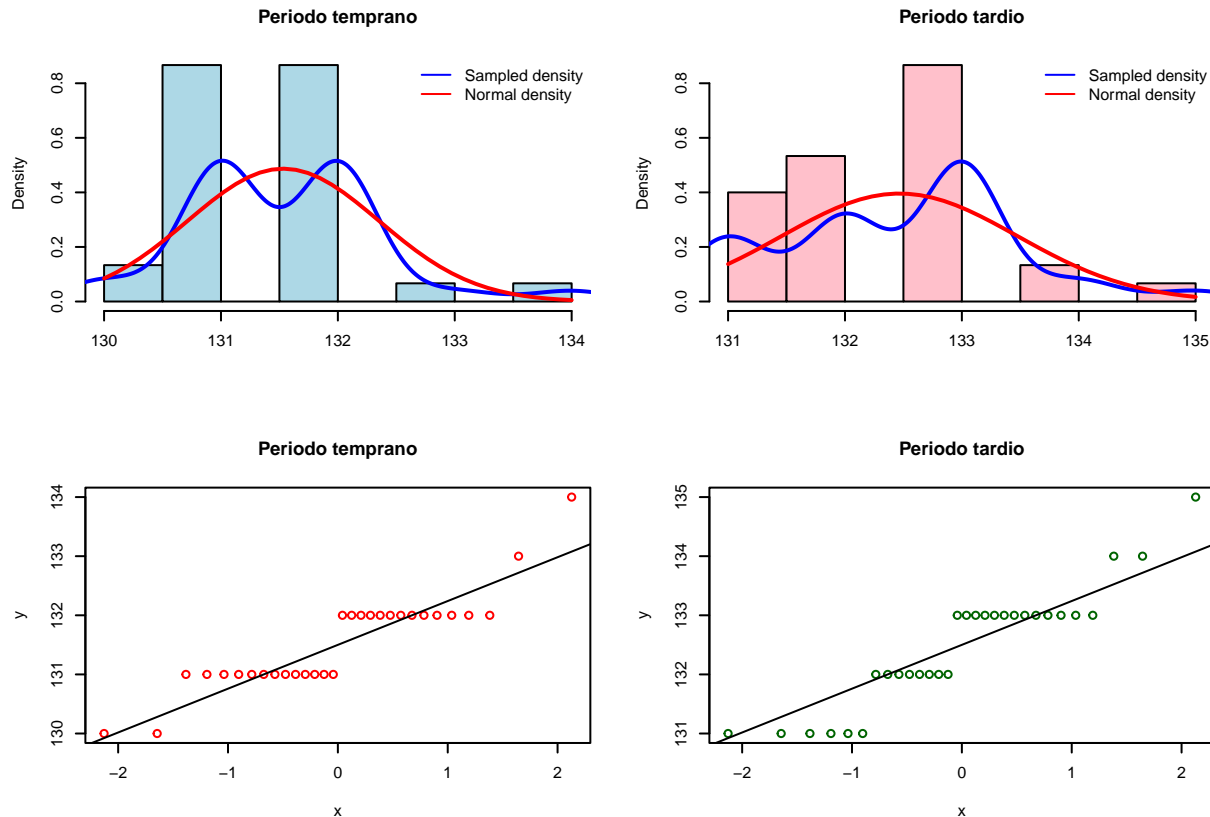 Periodo temprano
Density
0.0 0.2 0.4 0.6 0.8
Sampled density
Normal density
130 131 132 133 134
Periodo tardio
Density
0.0 0.2 0.4 0.6 0.8
Sampled density
Normal density
131 132 133 134 135
Periodo temprano
y
130 131 132 133 134
−2 −1 0 1 2
x
Periodo tardio
y
131 132 133 134 135
−2 −1 0 1 2
x